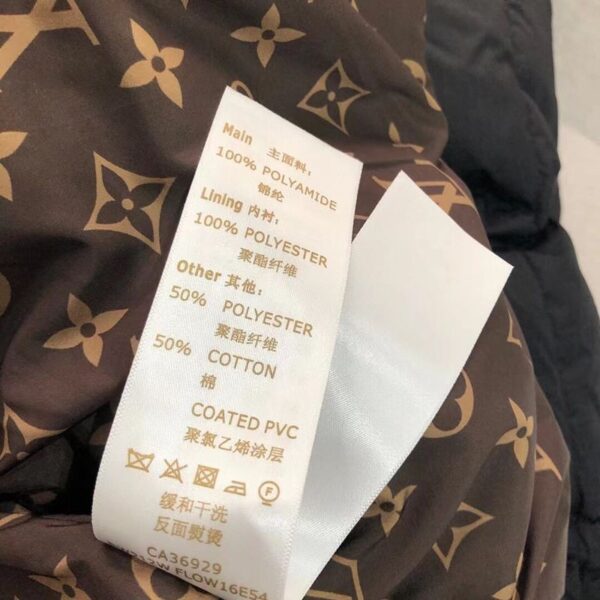 Main 主面料:
100% POLYAMIDE
锦纶
Lining 内衬:
100% POLYESTER
聚酯纤维
Other 其他:
50% POLYESTER
聚酯纤维
50% COTTON
棉
COATED PVC
聚氯乙烯涂层
F
缓和干洗
反面熨烫
CA36929
FLOW16E54